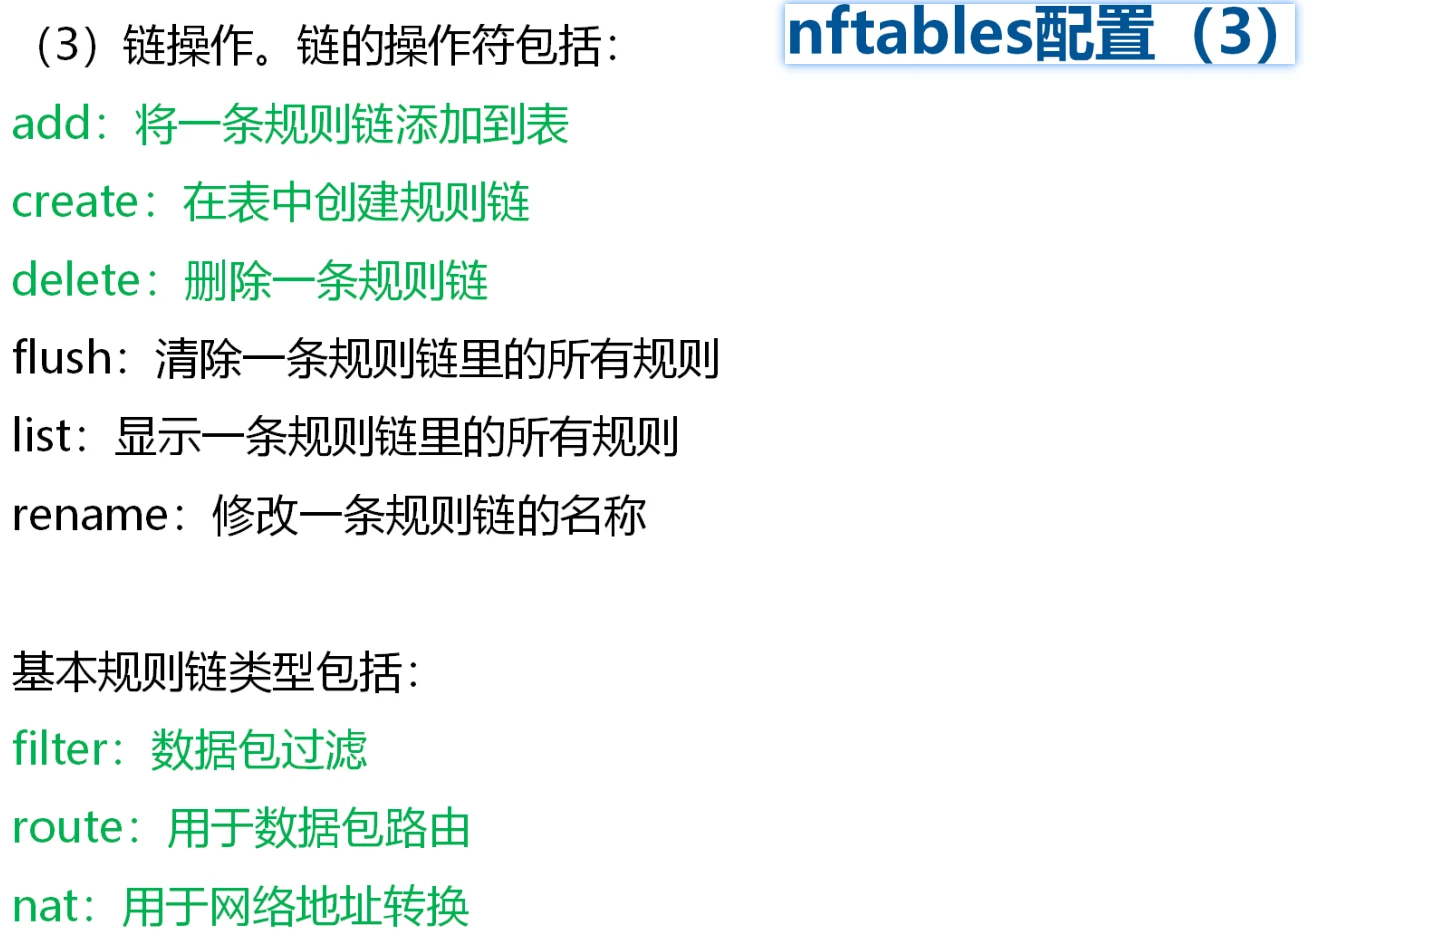 nftables配置（3）
（3）链操作。链的操作符包括：
add：将一条规则链添加到表
create：在表中创建规则链
delete：删除一条规则链
flush：清除一条规则链里的所有规则
list：显示一条规则链里的所有规则
rename：修改一条规则链的名称
基本规则链类型包括：
filter：数据包过滤
route：用于数据包路由
nat：用于网络地址转换